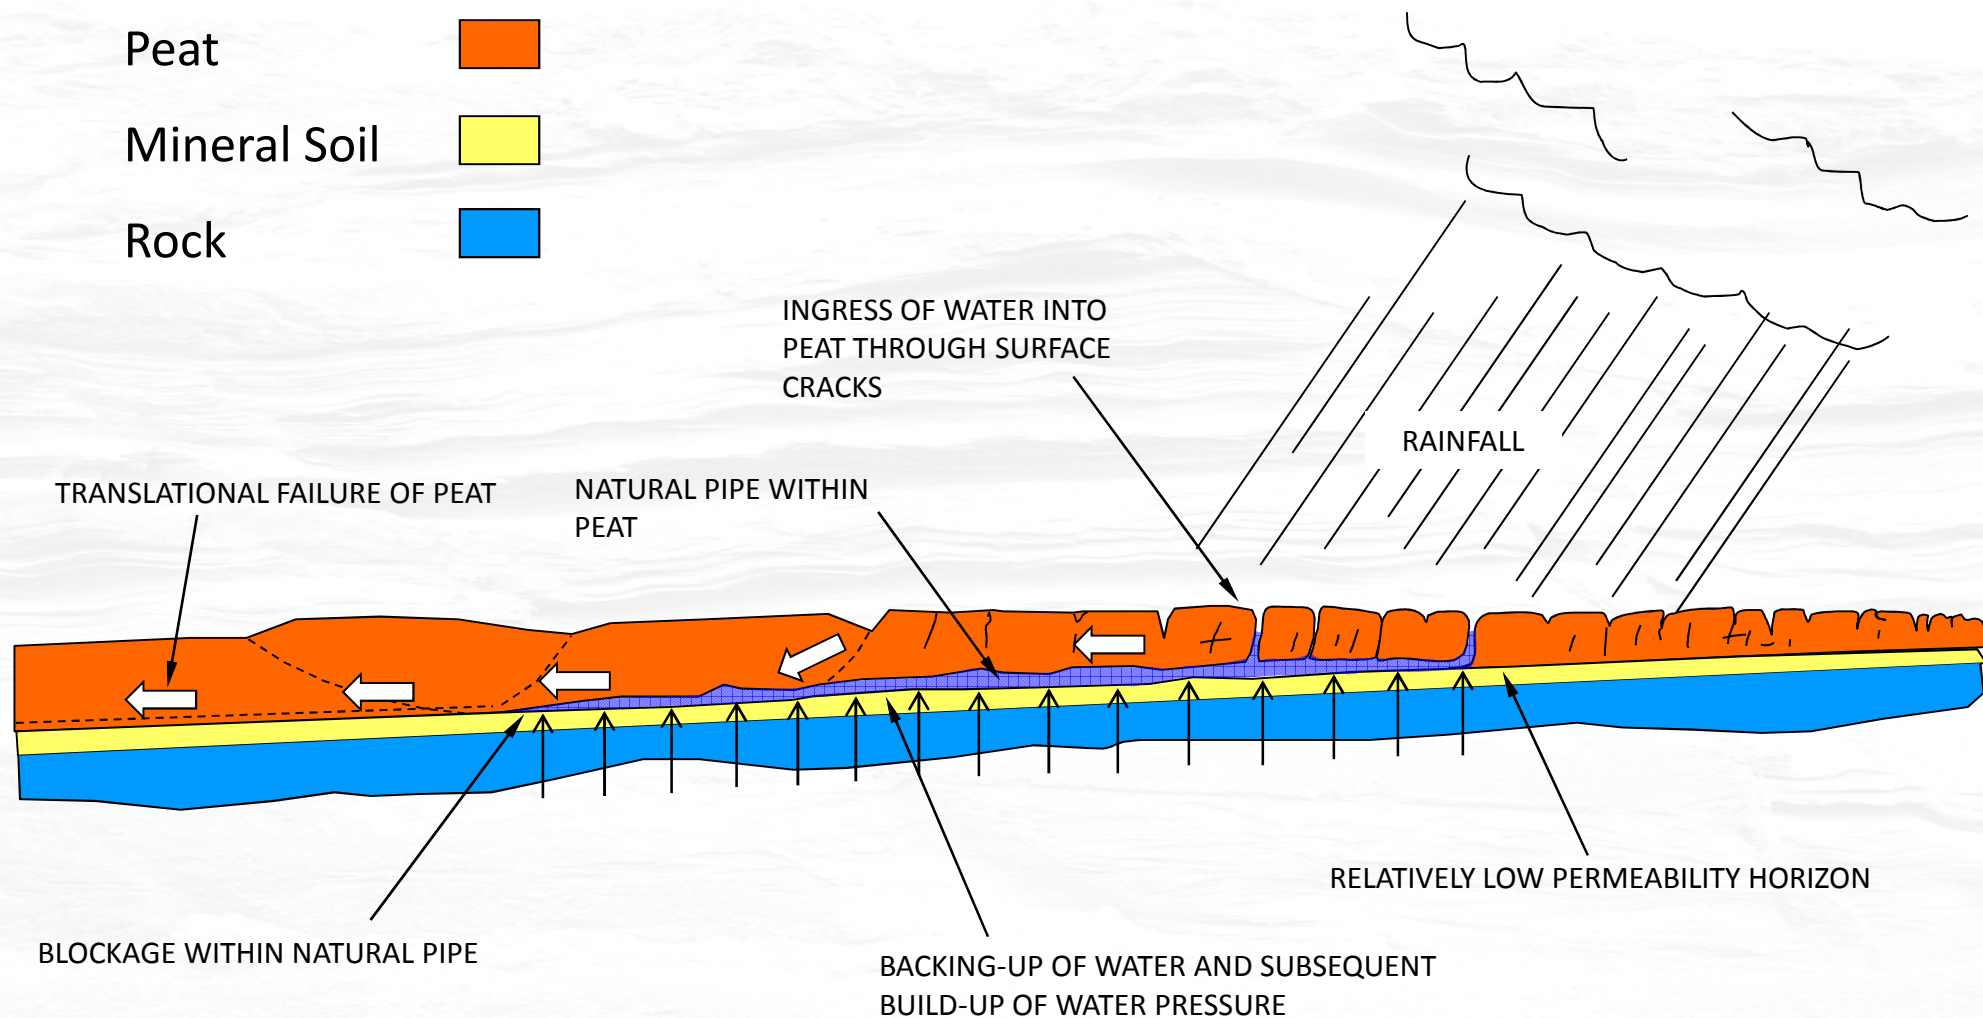 Peat
Mineral Soil
Rock
INGRESS OF WATER INTO
PEAT THROUGH SURFACE
CRACKS
RAINFALL
TRANSLATIONAL FAILURE OF PEAT
NATURAL PIPE WITHIN
PEAT
RELATIVELY LOW PERMEABILITY HORIZON
BLOCKAGE WITHIN NATURAL PIPE
BACKING-UP OF WATER AND SUBSEQUENT
BUILD-UP OF WATER PRESSURE